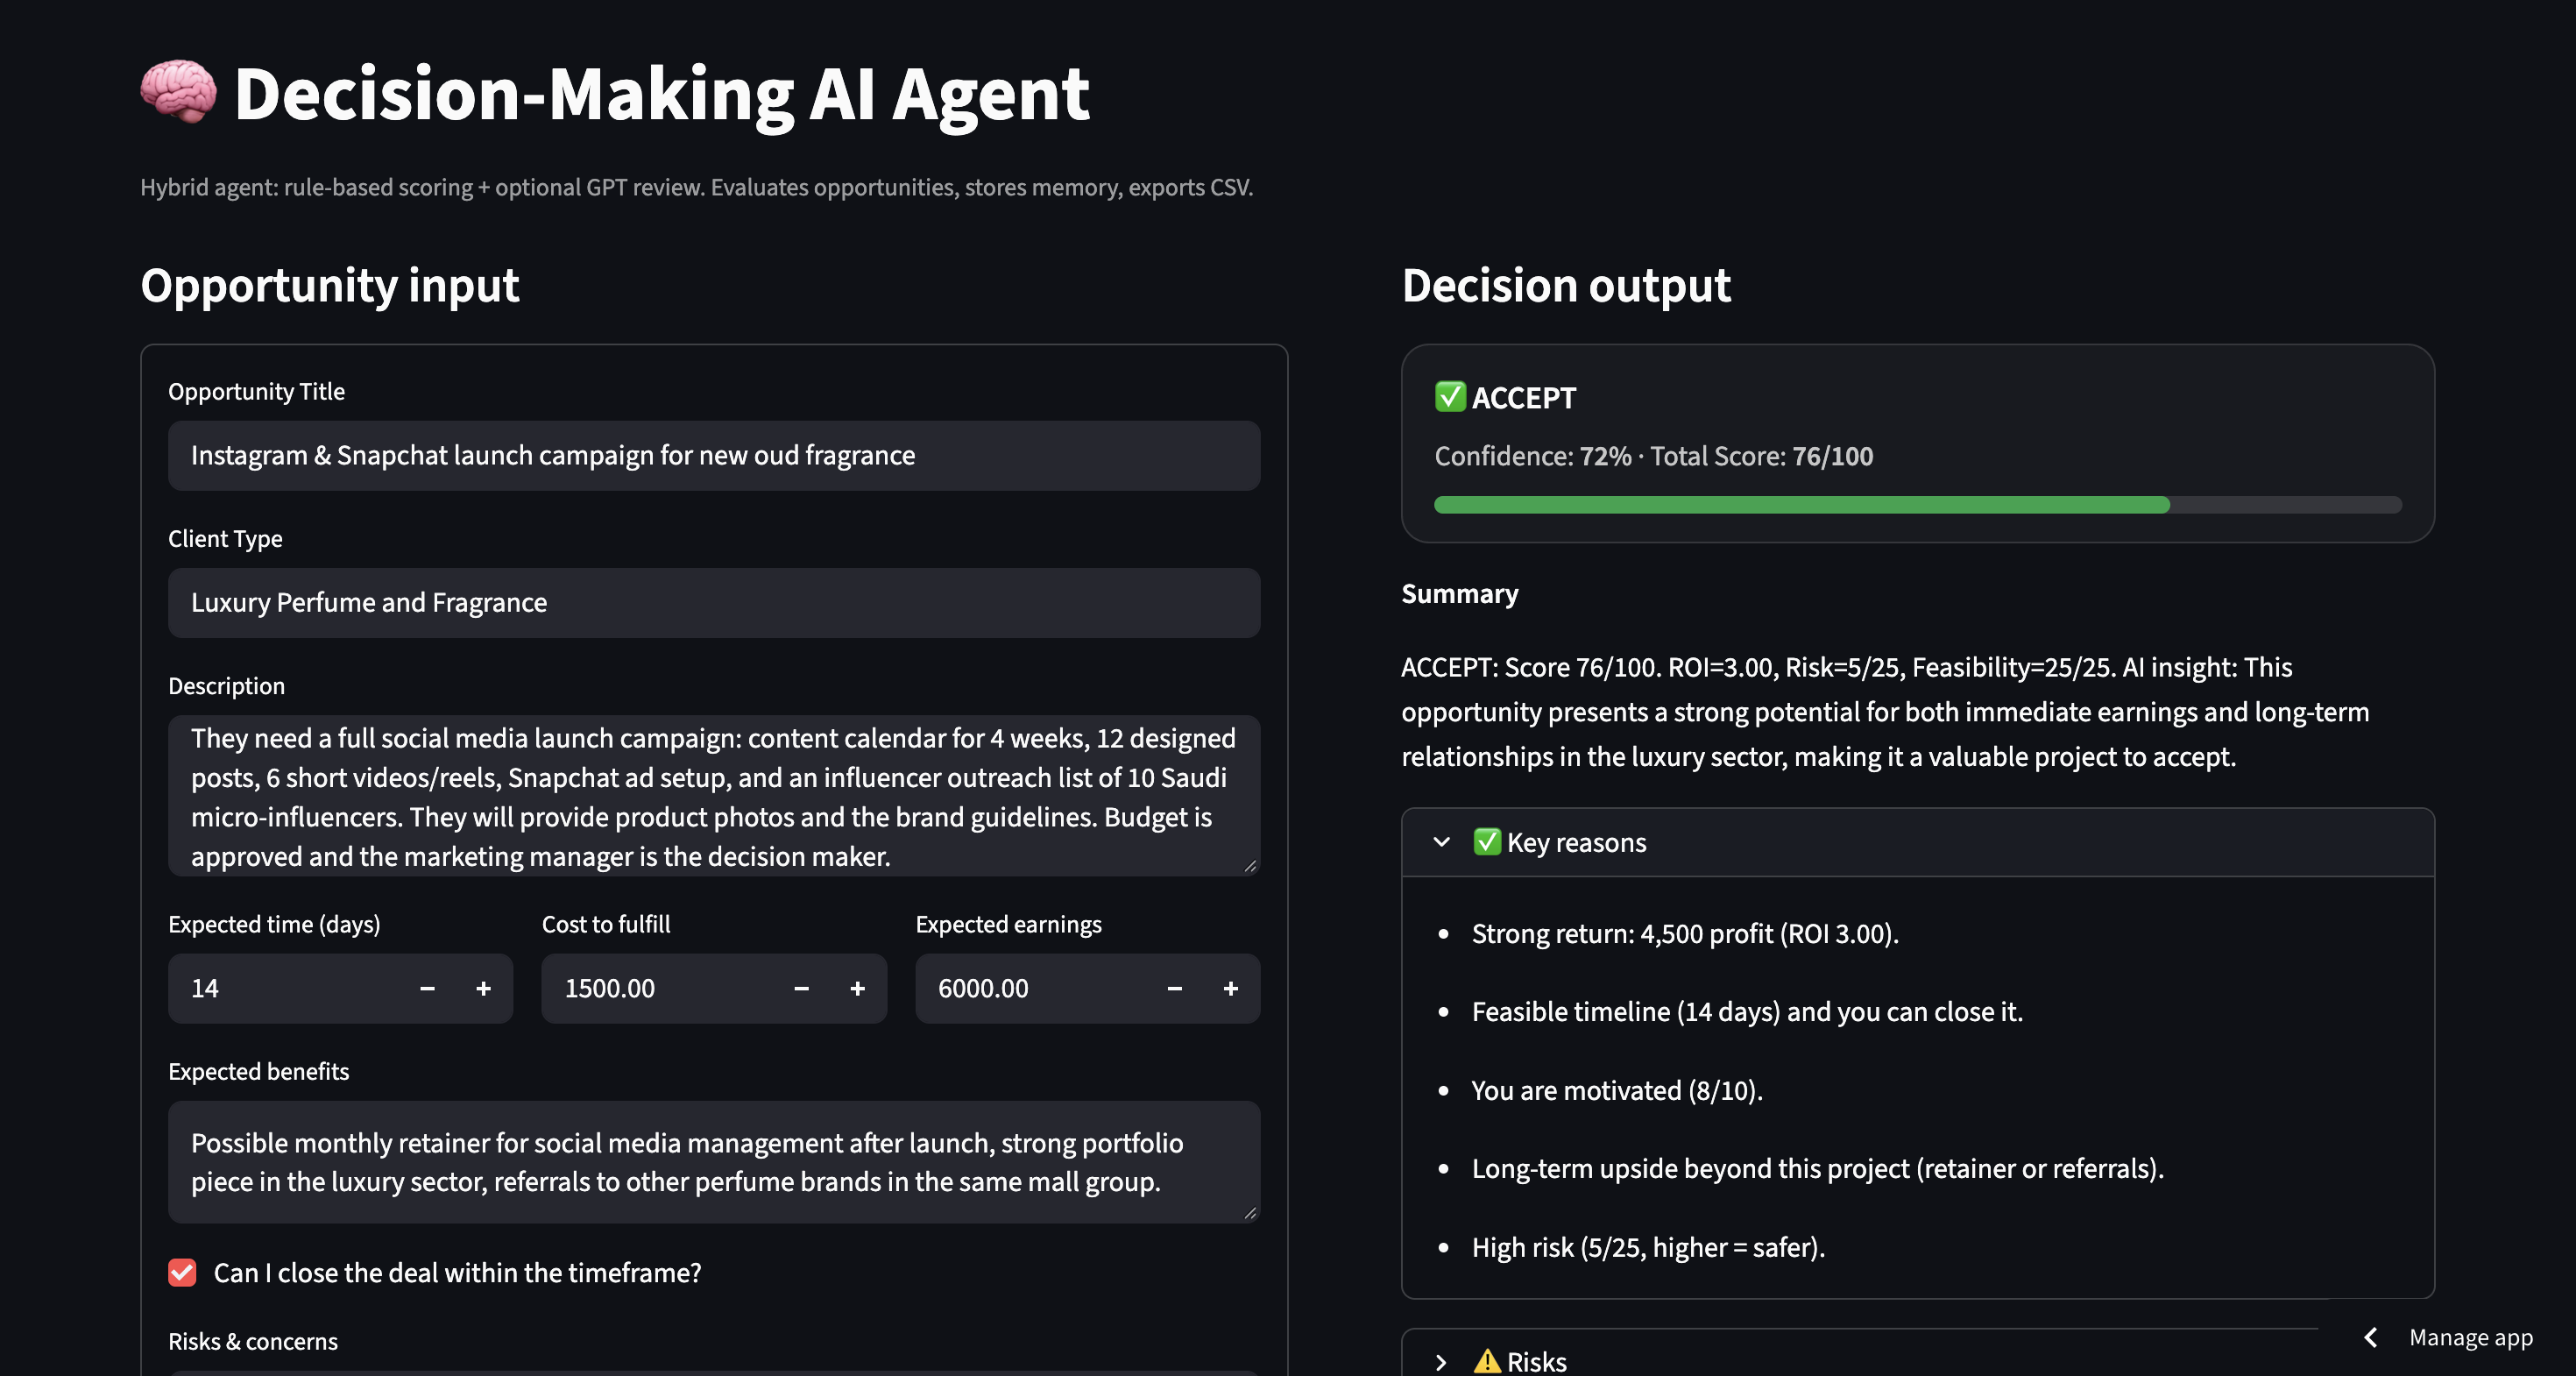 🧠 Decision-Making AI Agent
Hybrid agent: rule-based scoring + optional GPT review. Evaluates opportunities, stores memory, exports CSV.
Opportunity input
Opportunity Title
Instagram & Snapchat launch campaign for new oud fragrance
Client Type
Luxury Perfume and Fragrance
Description
They need a full social media launch campaign: content calendar for 4 weeks, 12 designed
posts, 6 short videos/reels, Snapchat ad setup, and an influencer outreach list of 10 Saudi
micro-influencers. They will provide product photos and the brand guidelines. Budget is
approved and the marketing manager is the decision maker.
Expected time (days)
14 − +
Cost to fulfill
1500.00 − +
Expected earnings
6000.00 − +
Expected benefits
Possible monthly retainer for social media management after launch, strong portfolio
piece in the luxury sector, referrals to other perfume brands in the same mall group.
Can I close the deal within the timeframe?
Risks & concerns
Decision output
✅ ACCEPT
Confidence: 72% · Total Score: 76/100
Summary
ACCEPT: Score 76/100. ROI=3.00, Risk=5/25, Feasibility=25/25. AI insight: This
opportunity presents a strong potential for both immediate earnings and long-term
relationships in the luxury sector, making it a valuable project to accept.
✅ Key reasons
• Strong return: 4,500 profit (ROI 3.00).
• Feasible timeline (14 days) and you can close it.
• You are motivated (8/10).
• Long-term upside beyond this project (retainer or referrals).
• High risk (5/25, higher = safer).
⚠️ Risks
Manage app